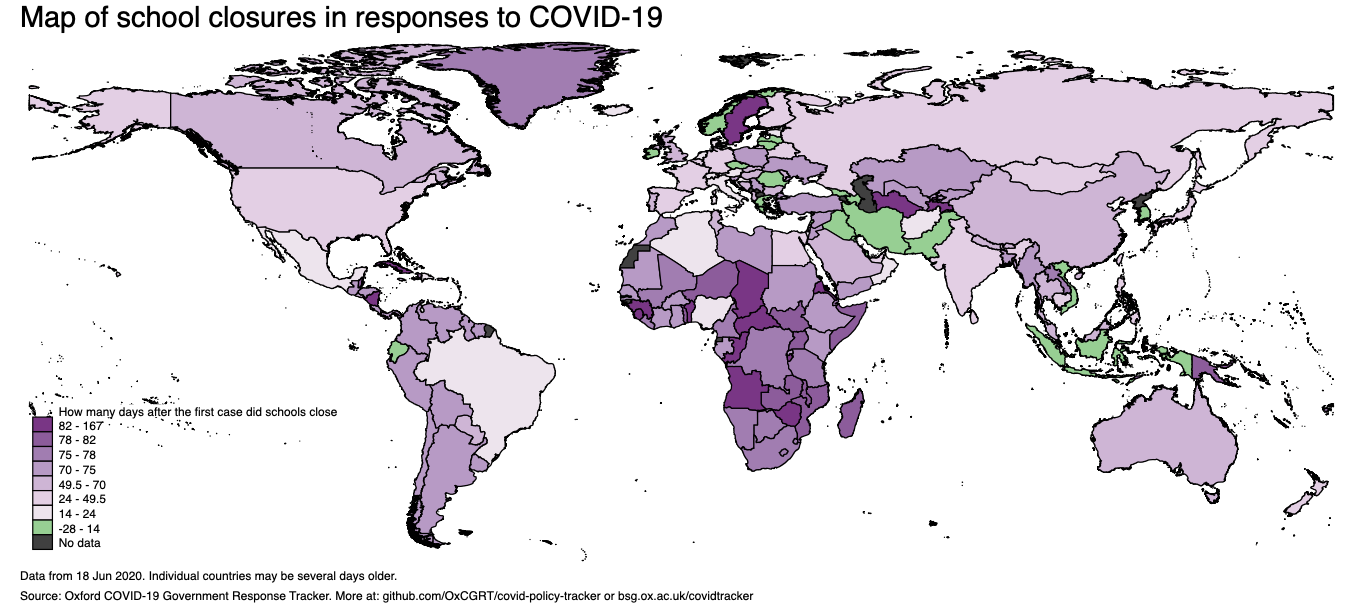 Map of school closures in responses to COVID-19
How many days after the first case did schools close
82 - 167
78 - 82
75 - 78
70 - 75
49.5 - 70
24 - 49.5
14 - 24
-28 - 14
No data
Data from 18 Jun 2020. Individual countries may be several days older.
Source: Oxford COVID-19 Government Response Tracker. More at: github.com/OxCGRT/covid-policy-tracker or bsg.ox.ac.uk/covidtracker